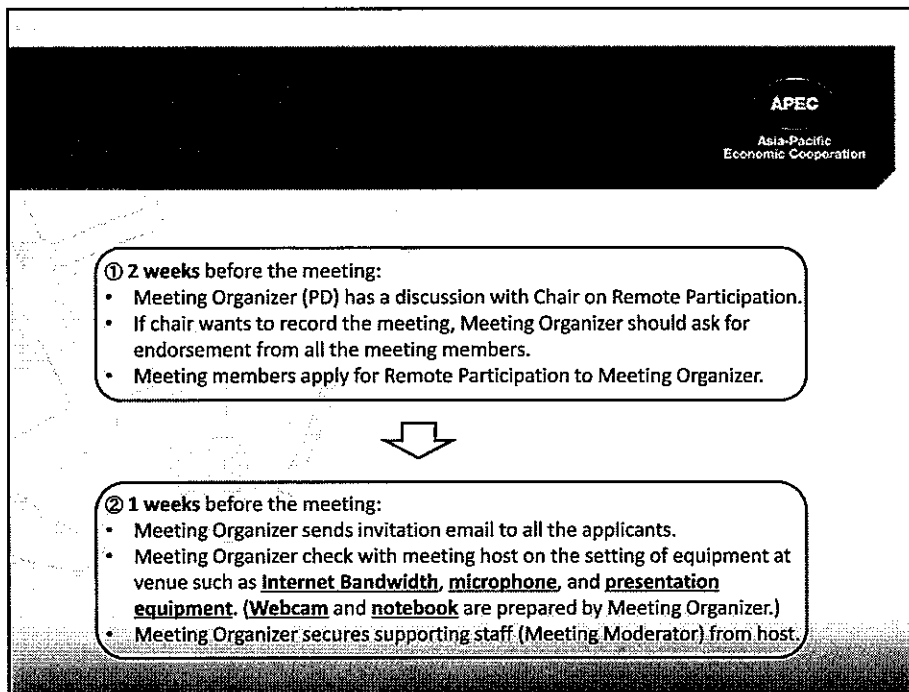 APEC
Asia-Pacific
Economic Cooperation
① 2 weeks before the meeting:
• Meeting Organizer (PD) has a discussion with Chair on Remote Participation.
• If chair wants to record the meeting, Meeting Organizer should ask for
endorsement from all the meeting members.
• Meeting members apply for Remote Participation to Meeting Organizer.
② 1 weeks before the meeting:
• Meeting Organizer sends invitation email to all the applicants.
• Meeting Organizer check with meeting host on the setting of equipment at
venue such as Internet Bandwidth, microphone, and presentation
equipment. (Webcam and notebook are prepared by Meeting Organizer.)
• Meeting Organizer secures supporting staff (Meeting Moderator) from host.